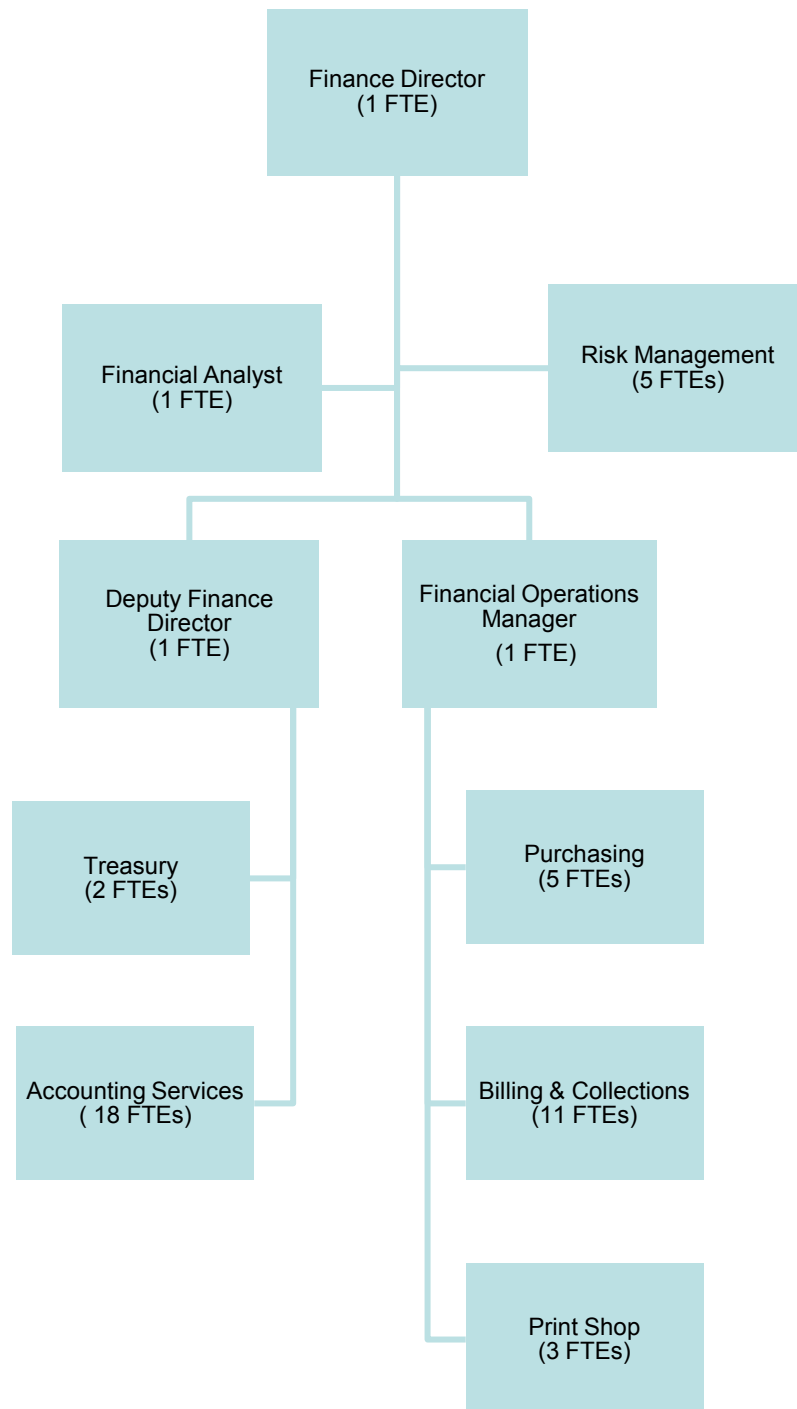 Finance Director
(1 FTE)
Financial Analyst
(1 FTE)
Risk Management
(5 FTEs)
Deputy Finance
Director
(1 FTE)
Financial Operations
Manager
(1 FTE)
Treasury
(2 FTEs)
Purchasing
(5 FTEs)
Accounting Services
( 18 FTEs)
Billing & Collections
(11 FTEs)
Print Shop
(3 FTEs)